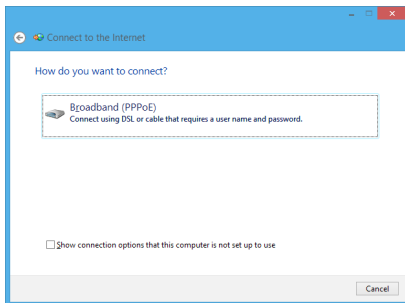 Connect to the Internet
How do you want to connect?
Broadband (PPPoE)
Connect using DSL or cable that requires a user name and password.
Show connection options that this computer is not set up to use
Cancel